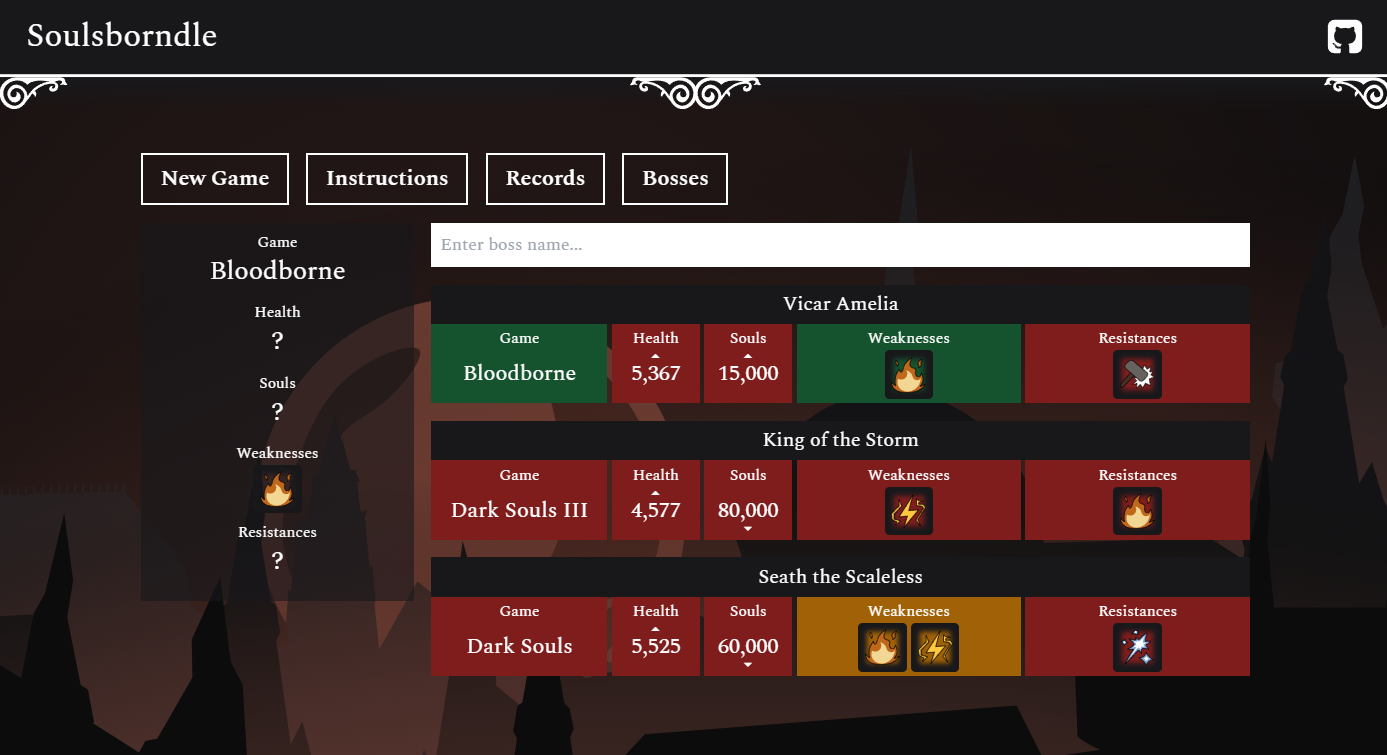 Soulsborndle
New Game Instructions Records Bosses
Game
Bloodborne
Health
?
Souls
?
Weaknesses
Resistances
?
Enter boss name...
Vicar Amelia
Game Health Souls Weaknesses Resistances
Bloodborne 5,367 15,000
King of the Storm
Game Health Souls Weaknesses Resistances
Dark Souls III 4,577 80,000
Seath the Scaleless
Game Health Souls Weaknesses Resistances
Dark Souls 5,525 60,000